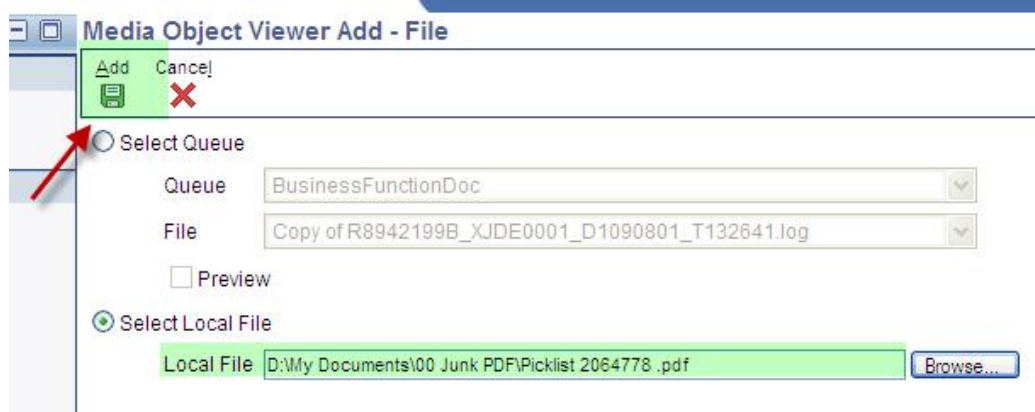 Media Object Viewer Add - File
Add Cancel
Select Queue
Queue BusinessFunctionDoc
File Copy of R8942199B_XJDE0001_D1090801_T132641.log
Preview
Select Local File
Local File D:\My Documents\00 Junk PDF\Picklist 2064778 .pdf Browse...